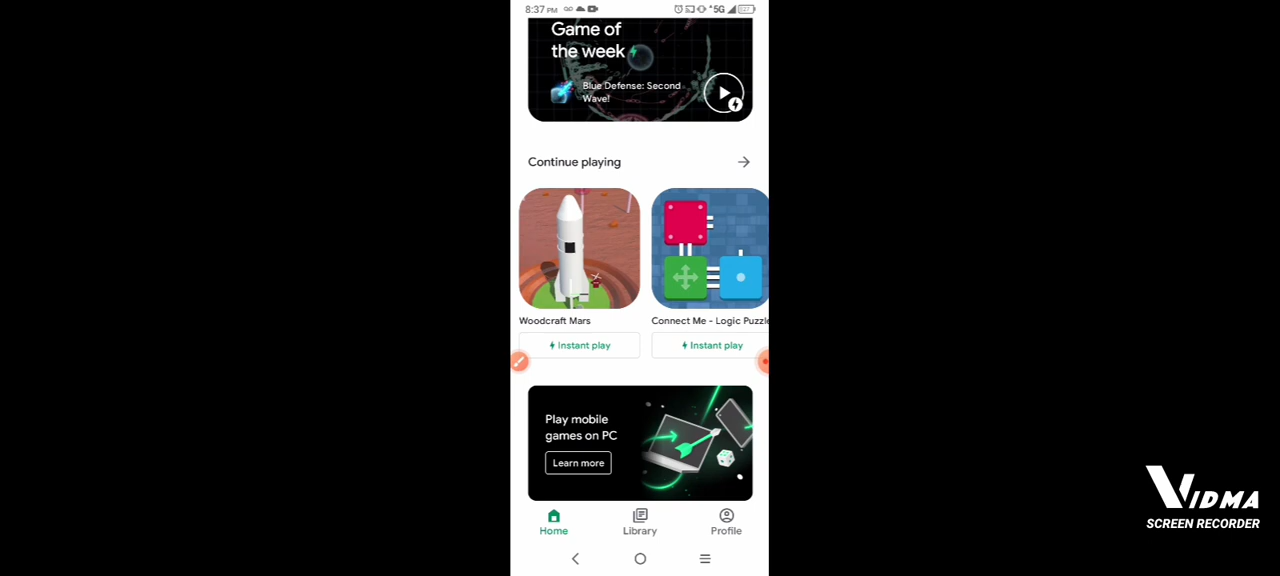 8:37 PM
5G
Game of
the week
Blue Defense: Second
Wave!
Continue playing
Woodcraft Mars
Connect Me - Logic Puzzle
Instant play
Instant play
Play mobile
games on PC
Learn more
Home
Library
Profile
VIDMA
SCREEN RECORDER